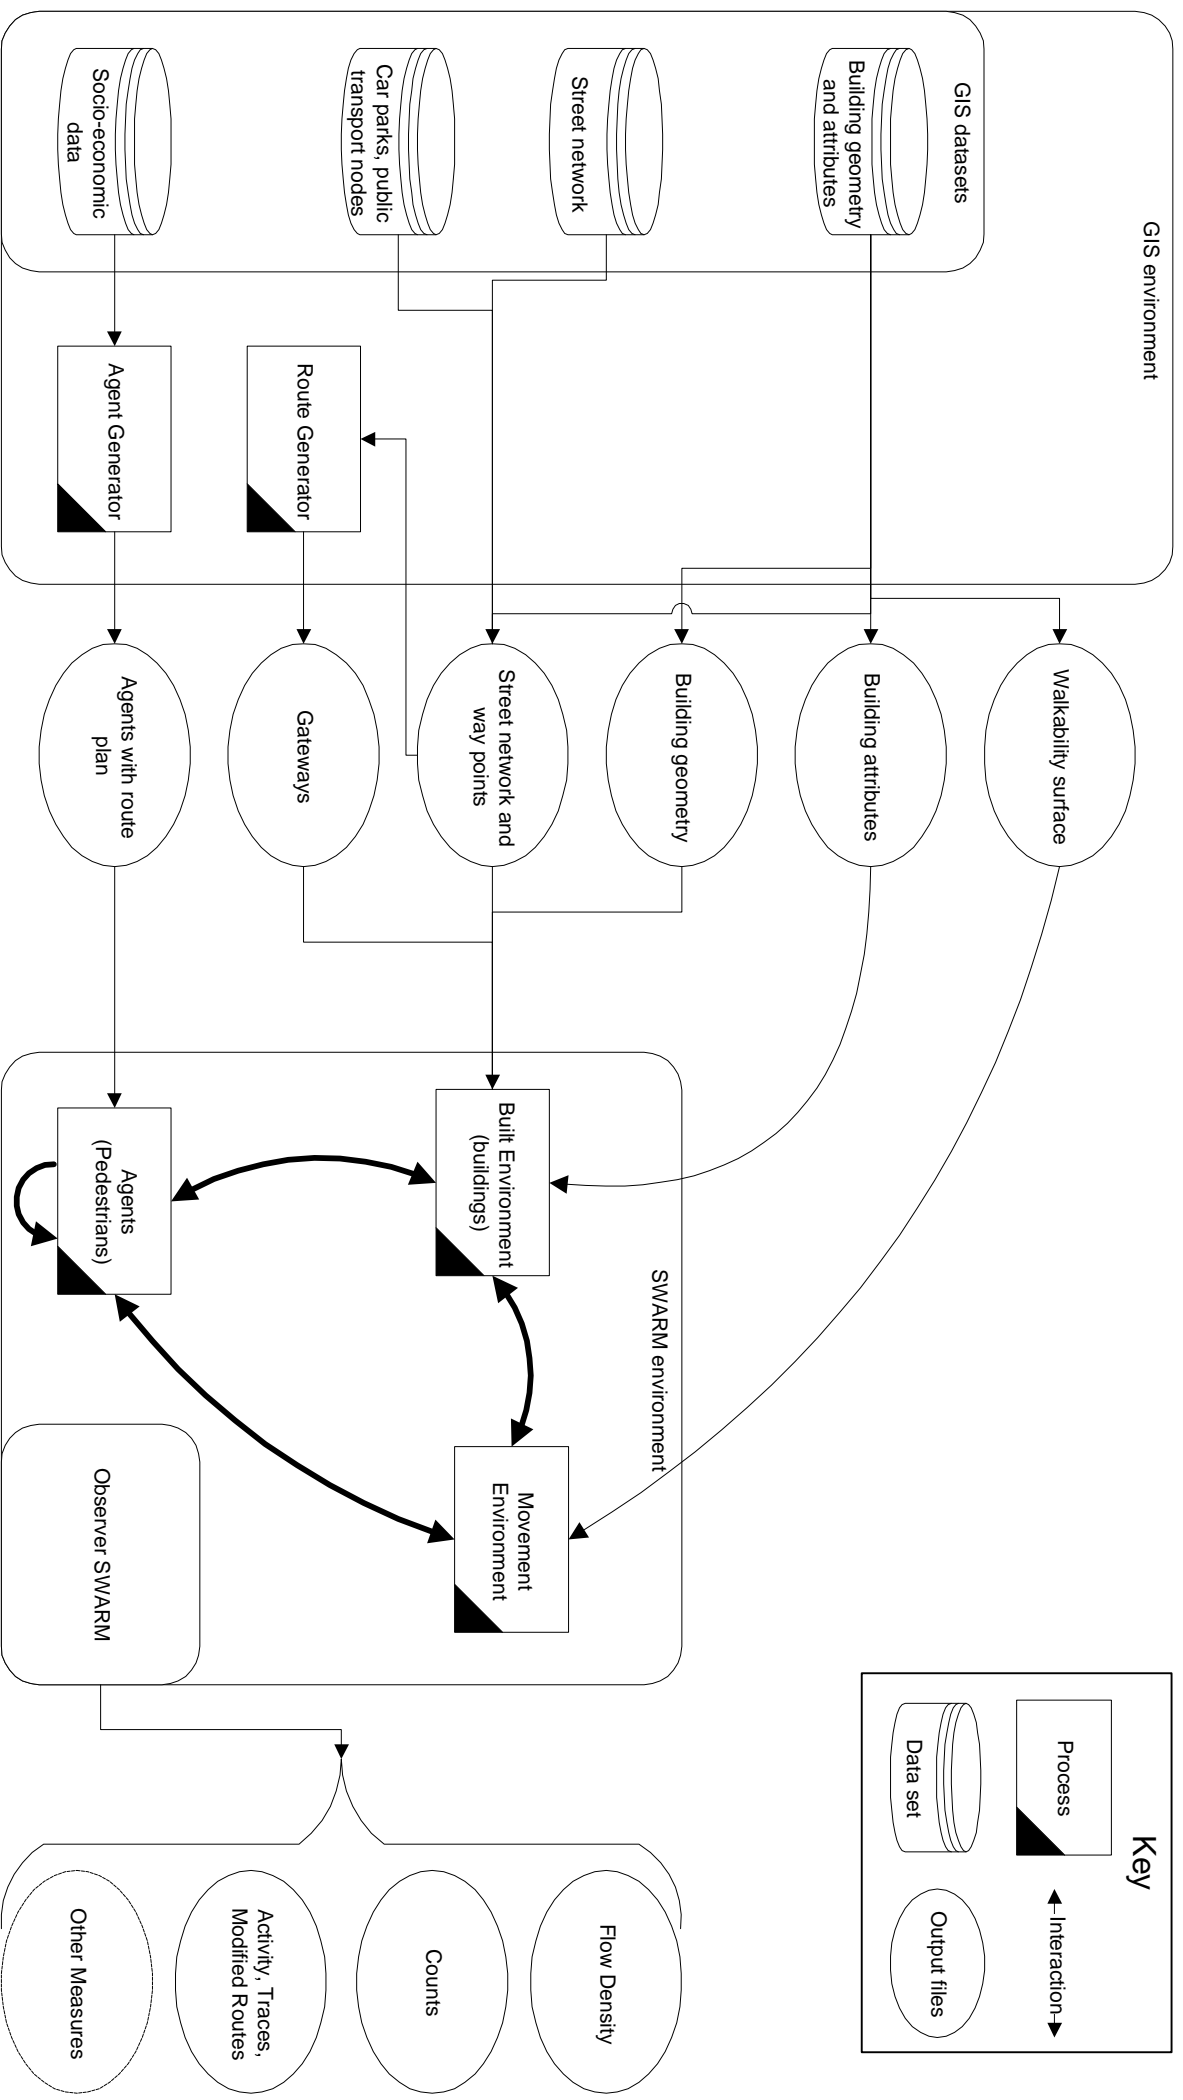 GIS environment
GIS datasets
Building geometry
and attributes
Street network
Car parks, public
transport nodes
Socio-economic
data
Route Generator
Agent Generator
Walkability surface
Building attributes
Building geometry
Street network and
way points
Gateways
Agents with route
plan
SWARM environment
Built Environment
(buildings)
Agents
(Pedestrians)
Movement
Environment
Observer SWARM
Key
Process
Interaction
Data set
Output files
Flow Density
Counts
Activity, Traces,
Modified Routes
Other Measures